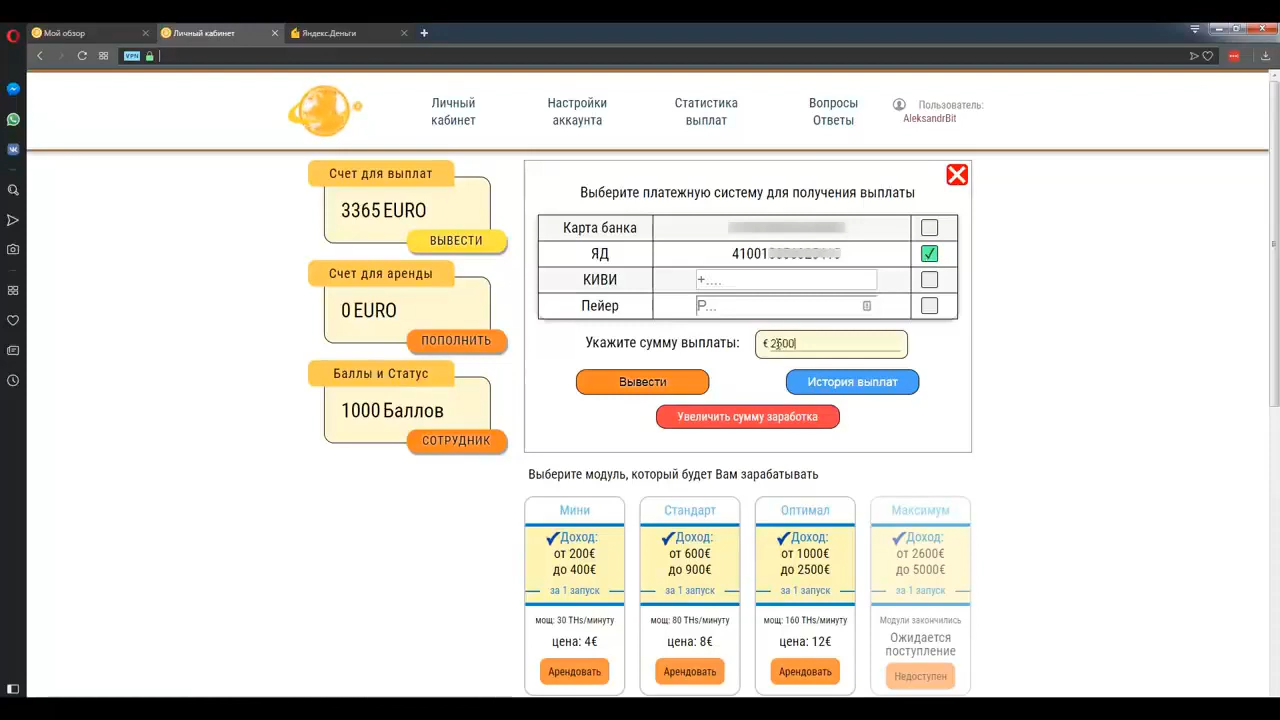 Мой обзор
Личный кабинет
Яндекс.Деньги
VPN
Личный кабинет
Настройки аккаунта
Статистика выплат
Вопросы Ответы
Пользователь:
AleksandrBit
Счет для выплат
3365 EURO
ВЫВЕСТИ
Счет для аренды
0 EURO
ПОПОЛНИТЬ
Баллы и Статус
1000 Баллов
СОТРУДНИК
Выберите платежную систему для получения выплаты
Карта банка
ЯД 41001
КИВИ +....
Пейер P...
Укажите сумму выплаты: € 2500
Вывести
История выплат
Увеличить сумму заработка
Выберите модуль, который будет Вам зарабатывать
Мини
Доход:
от 200€
до 400€
за 1 запуск
мощ: 30 THs/минуту
цена: 4€
Арендовать
Стандарт
Доход:
от 600€
до 900€
за 1 запуск
мощ: 80 THs/минуту
цена: 8€
Арендовать
Оптимал
Доход:
от 1000€
до 2500€
за 1 запуск
мощ: 160 THs/минуту
цена: 12€
Арендовать
Максимум
Доход:
от 2600€
до 5000€
за 1 запуск
Модули закончились
Ожидается
поступление
Недоступен